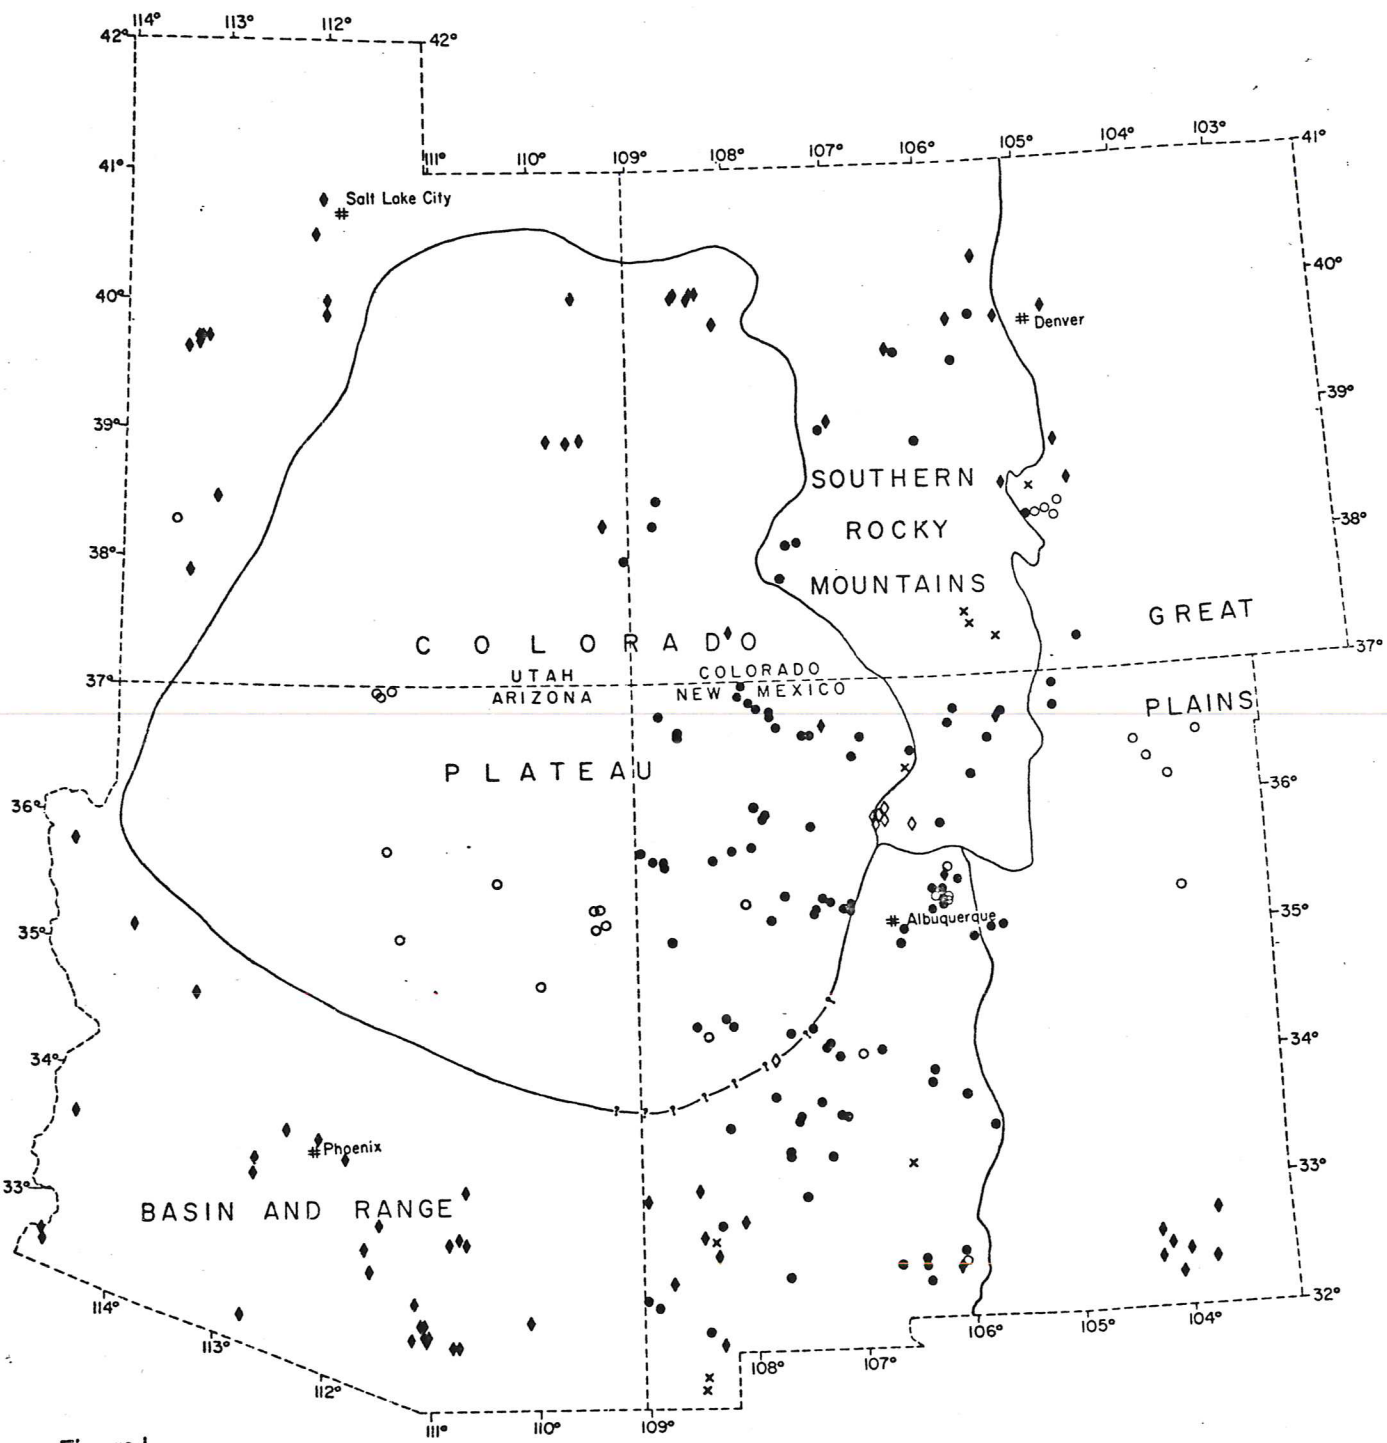 114° 113° 112°
42° 42°
41° 111° 110° 109° 108° 107° 106° 105° 104° 103° 41°
# Salt Lake City
40° 40°
# Denver
39° 39°
SOUTHERN
ROCKY
MOUNTAINS
38° 38°
GREAT
PLAINS
COLORADO
PLATEAU
UTAH COLORADO
ARIZONA NEW MEXICO
37° 37°
36° 36°
# Albuquerque
35° 35°
34° 34°
# Phoenix
BASIN AND RANGE
33° 33°
32°
114° 113° 112° 111° 110° 109° 108° 107° 106° 105° 104°